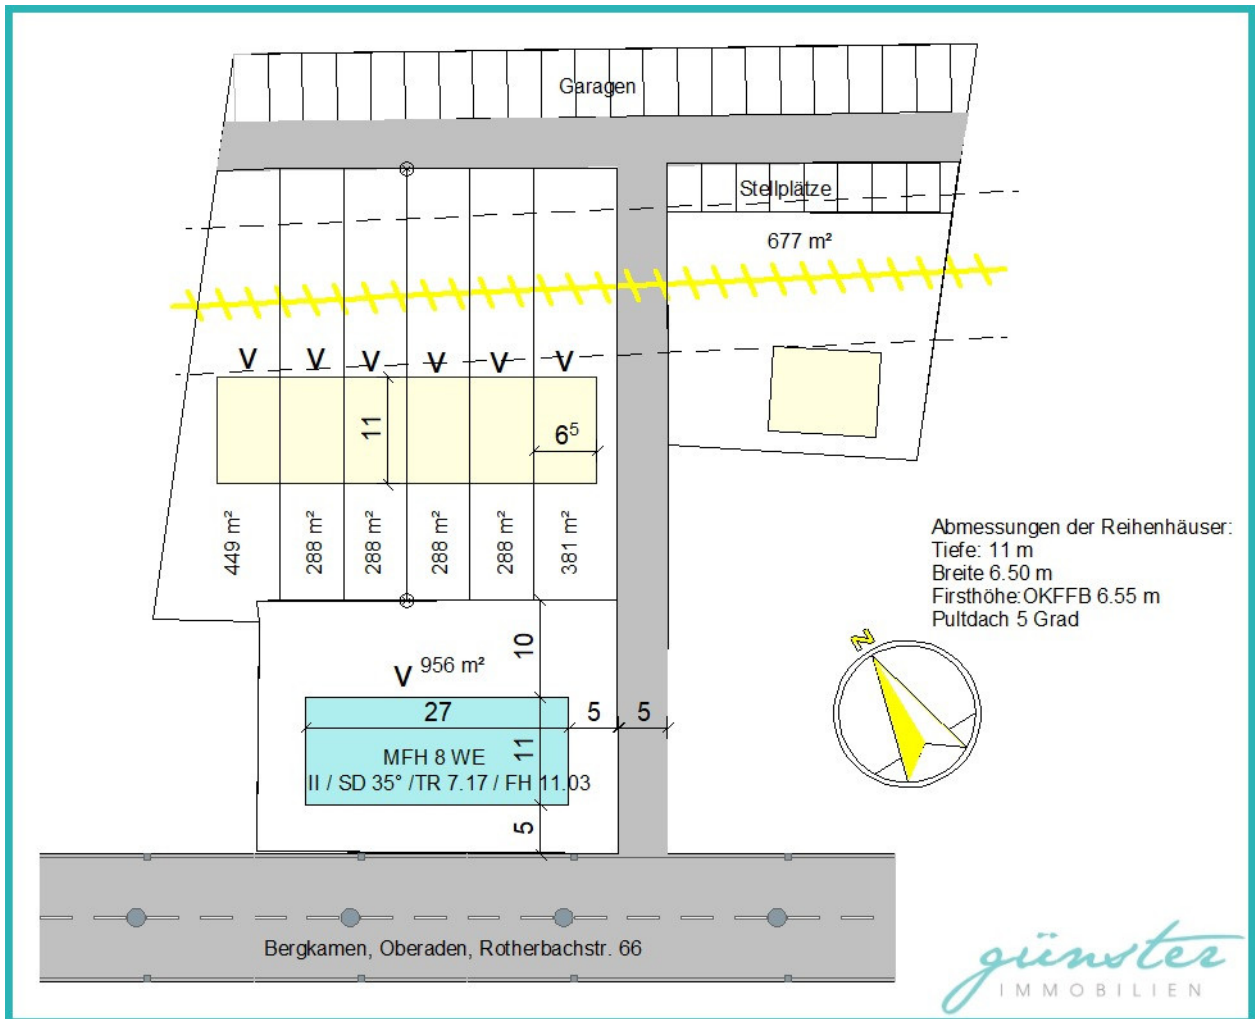 Garagen
Stellplätze
677 m²
V V V V V V
11
6⁵
449 m²
288 m²
288 m²
288 m²
288 m²
381 m²
Abmessungen der Reihenhäuser:
Tiefe: 11 m
Breite 6.50 m
Firsthöhe:OKFFB 6.55 m
Pultdach 5 Grad
N
10
V 956 m²
27
5
5
11
MFH 8 WE
II / SD 35° /TR 7.17 / FH 11.03
5
Bergkamen, Oberaden, Rotherbachstr. 66
günster
IMMOBILIEN